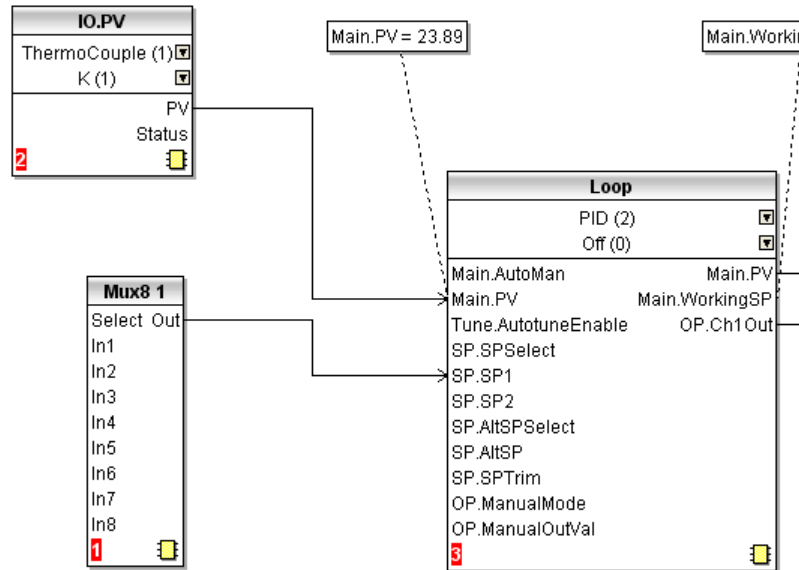 IO.PV
ThermoCouple (1)
K (1)
PV
Status
2
Main.PV = 23.89
Mux8 1
Select Out
In1
In2
In3
In4
In5
In6
In7
In8
1
Loop
PID (2)
Off (0)
Main.AutoMan Main.PV
Main.PV Main.WorkingSP
Tune.AutotuneEnable OP.Ch1Out
SP.SPSelect
SP.SP1
SP.SP2
SP.AltSPSelect
SP.AltSP
SP.SPTrim
OP.ManualMode
OP.ManualOutVal
3